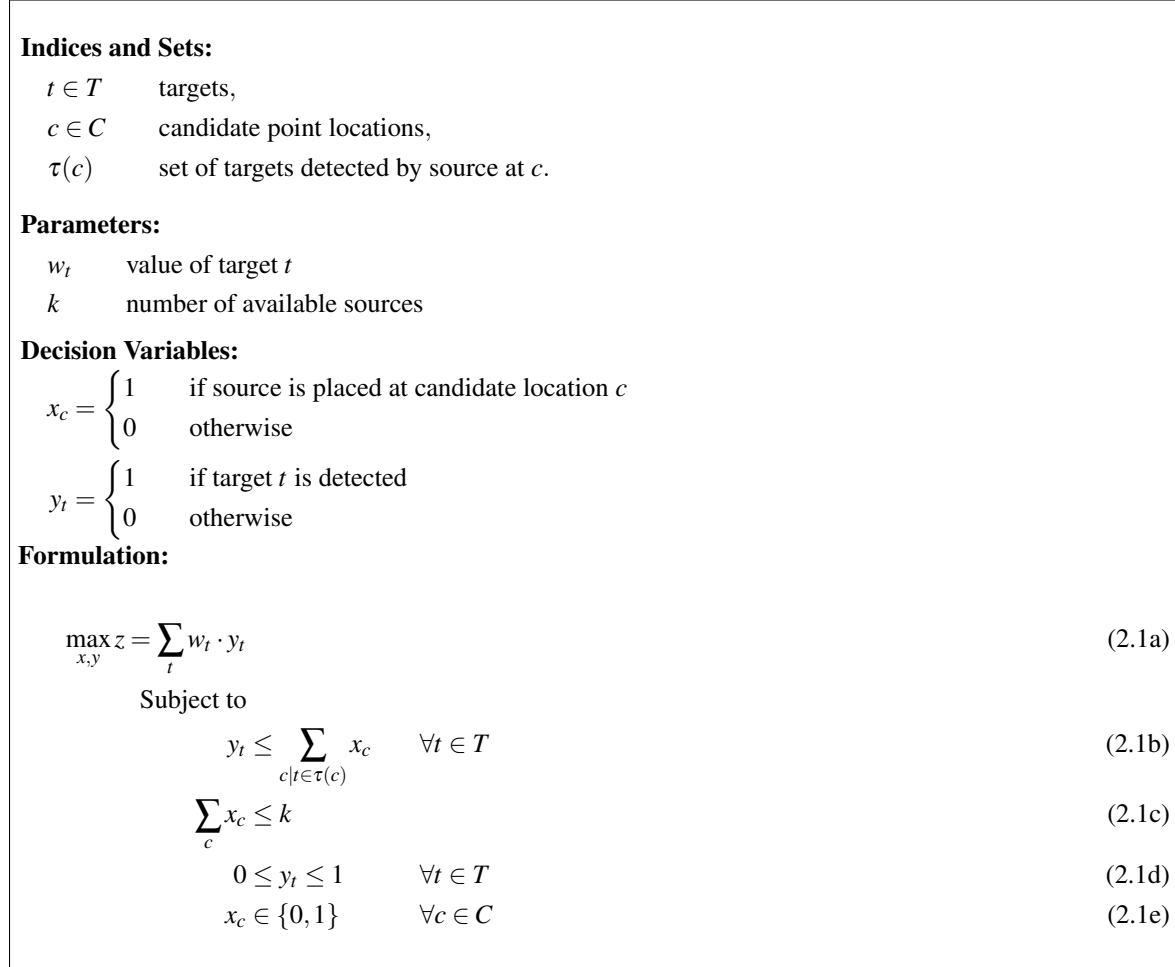 Indices and Sets:
t ∈ T targets,
c ∈ C candidate point locations,
τ(c) set of targets detected by source at c.
Parameters:
w_t value of target t
k number of available sources
Decision Variables:
x_c = { 1 if source is placed at candidate location c
0 otherwise
y_t = { 1 if target t is detected
0 otherwise
Formulation:
max_{x,y} z = ∑_t w_t · y_t (2.1a)
Subject to
y_t ≤ ∑_{c|t∈τ(c)} x_c ∀t ∈ T (2.1b)
∑_c x_c ≤ k (2.1c)
0 ≤ y_t ≤ 1 ∀t ∈ T (2.1d)
x_c ∈ {0,1} ∀c ∈ C (2.1e)